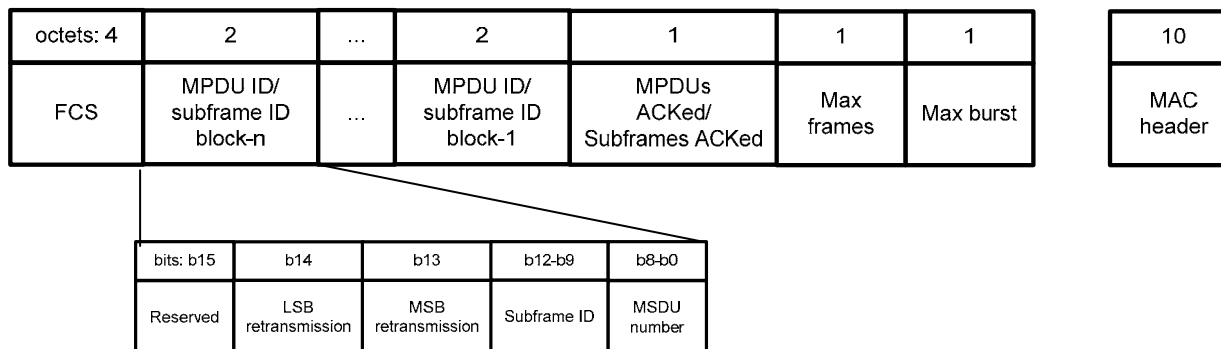 octets: 4 2 ... 2 1 1 1 10
FCS MPDU ID/ subframe ID block-n ... MPDU ID/ subframe ID block-1 MPDUs ACKed/ Subframes ACKed Max frames Max burst MAC header
bits: b15 b14 b13 b12-b9 b8-b0
Reserved LSB retransmission MSB retransmission Subframe ID MSDU number